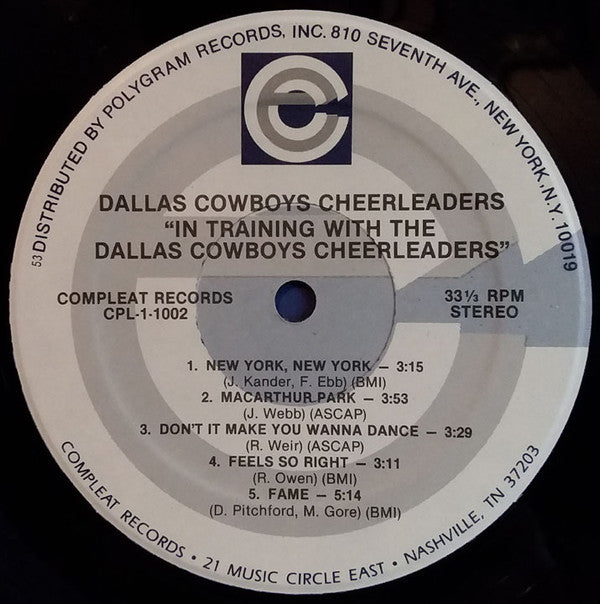 53 DISTRIBUTED BY POLYGRAM RECORDS, INC. 810 SEVENTH AVE., NEW YORK, N.Y. 10019
DALLAS COWBOYS CHEERLEADERS
“IN TRAINING WITH THE
DALLAS COWBOYS CHEERLEADERS”
COMPLEAT RECORDS
CPL-1-1002
33 1/3 RPM
STEREO
1. NEW YORK, NEW YORK – 3:15
(J. Kander, F. Ebb) (BMI)
2. MACARTHUR PARK – 3:53
(J. Webb) (ASCAP)
3. DON'T IT MAKE YOU WANNA DANCE – 3:29
(R. Weir) (ASCAP)
4. FEELS SO RIGHT – 3:11
(R. Owen) (BMI)
5. FAME – 5:14
(D. Pitchford, M. Gore) (BMI)
COMPLEAT RECORDS • 21 MUSIC CIRCLE EAST • NASHVILLE, TN 37203